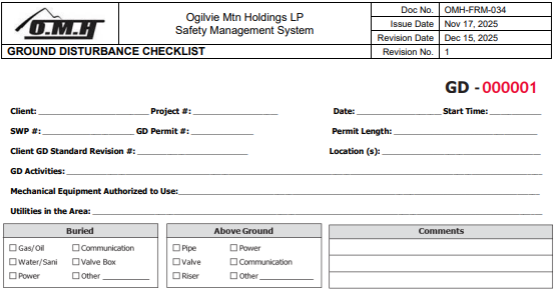 O.M.H
Ogilvie Mtn Holdings LP
Safety Management System
Doc No. OMH-FRM-034
Issue Date Nov 17, 2025
Revision Date Dec 15, 2025
GROUND DISTURBANCE CHECKLIST Revision No. 1
GD - 000001
Client: Project #: Date: Start Time:
SWP #: GD Permit #: Permit Length:
Client GD Standard Revision #: Location (s):
GD Activities:
Mechanical Equipment Authorized to Use:
Utilities in the Area:
Buried Above Ground Comments
☐ Gas/Oil ☐ Communication ☐ Pipe ☐ Power
☐ Water/Sani ☐ Valve Box ☐ Valve ☐ Communication
☐ Power ☐ Other ☐ Riser ☐ Other